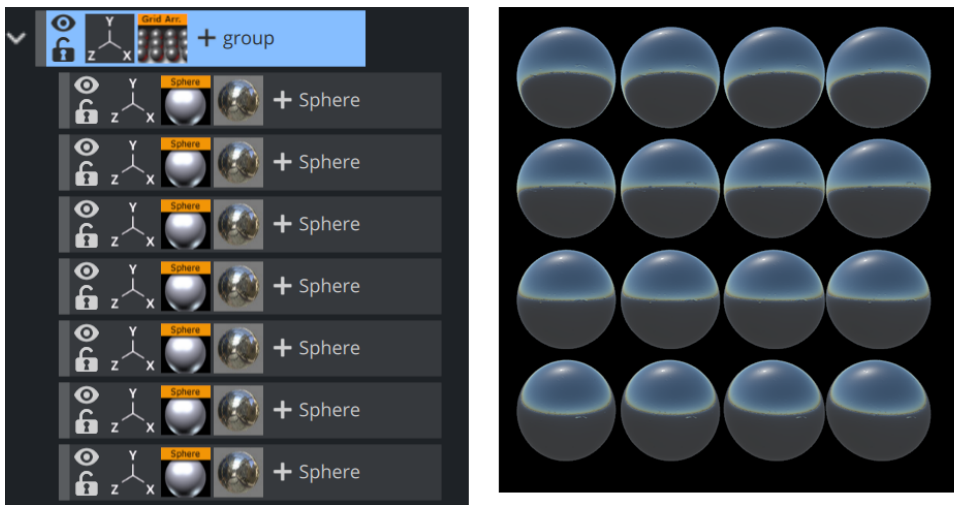 Y
Z X
Grid Arr.
+ group
Y
Z X
Sphere
+ Sphere
Y
Z X
Sphere
+ Sphere
Y
Z X
Sphere
+ Sphere
Y
Z X
Sphere
+ Sphere
Y
Z X
Sphere
+ Sphere
Y
Z X
Sphere
+ Sphere
Y
Z X
Sphere
+ Sphere